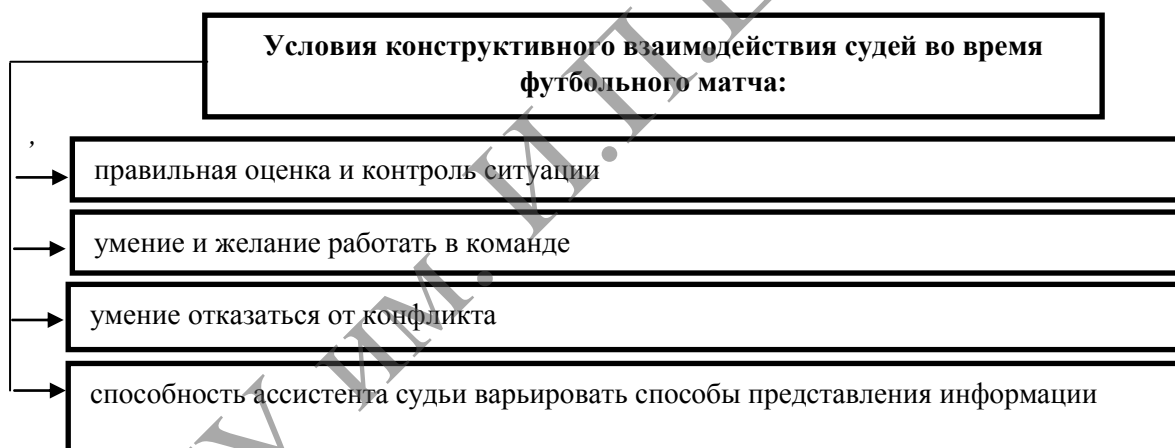 Условия конструктивного взаимодействия судей во время
футбольного матча:
,
правильная оценка и контроль ситуации
умение и желание работать в команде
умение отказаться от конфликта
способность ассистента судьи варьировать способы представления информации
У им. И.П.